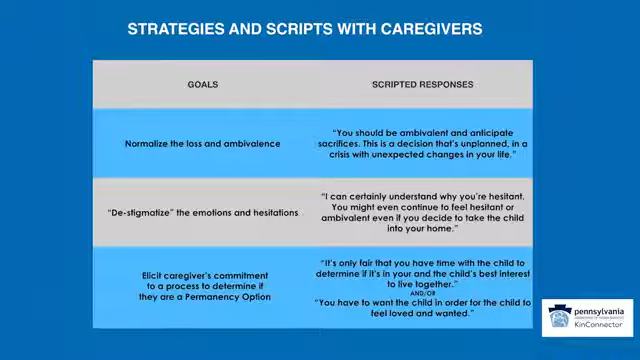 STRATEGIES AND SCRIPTS WITH CAREGIVERS
GOALS
SCRIPTED RESPONSES
Normalize the loss and ambivalence
"You should be ambivalent and anticipate
sacrifices. This is a decision that's unplanned, in a
crisis with unexpected changes in your life."
"De-stigmatize" the emotions and hesitations
"I can certainly understand why you're hesitant.
You might even continue to feel hesitant or
ambivalent even if you decide to take the child
into your home."
Elicit caregiver's commitment
to a process to determine if
they are a Permanency Option
"It's only fair that you have time with the child to
determine if it's in your and the child's best interest
to live together."
AND/OR
"You have to want the child in order for the child to
feel loved and wanted."
pennsylvania
KinConnector